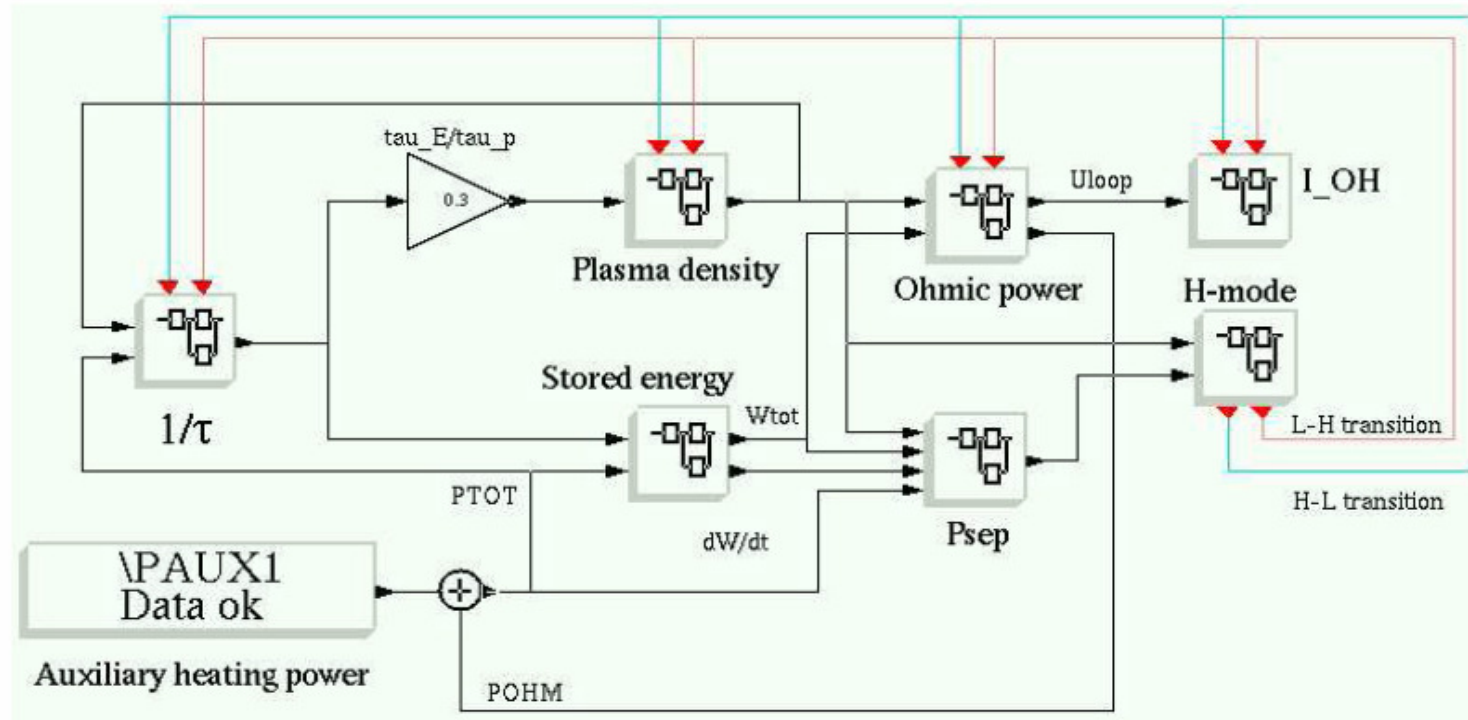 tau_E/tau_p
0.3
Plasma density
Uloop
I_OH
Ohmic power
H-mode
1/τ
Stored energy
Wtot
L-H transition
PTOT
H-L transition
dW/dt
Psep
\PAUX1
Data ok
Auxiliary heating power
POHM